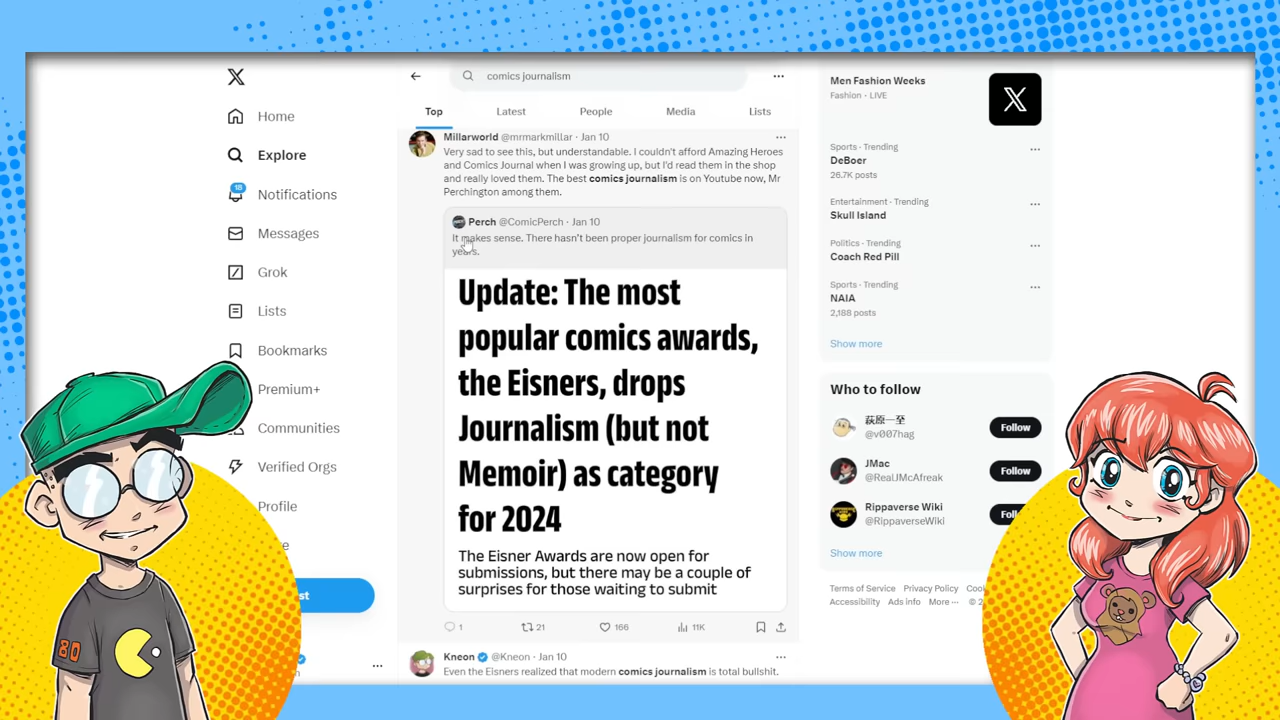 Home
Explore
18
Notifications
Messages
Grok
Lists
Bookmarks
Premium+
Communities
Verified Orgs
Profile
comics journalism
Top
Latest
People
Media
Lists
Millarworld @mrmarkmillar · Jan 10
Very sad to see this, but understandable. I couldn't afford Amazing Heroes
and Comics Journal when I was growing up, but I'd read them in the shop
and really loved them. The best comics journalism is on Youtube now, Mr
Perchington among them.
Perch @ComicPerch · Jan 10
It makes sense. There hasn't been proper journalism for comics in
years.
Update: The most
popular comics awards,
the Eisners, drops
Journalism (but not
Memoir) as category
for 2024
The Eisner Awards are now open for
submissions, but there may be a couple of
surprises for those waiting to submit
1
21
166
11K
Kneon @Kneon · Jan 10
Even the Eisners realized that modern comics journalism is total bullshit.
Men Fashion Weeks
Fashion · LIVE
Sports · Trending
DeBoer
26.7K posts
Entertainment · Trending
Skull Island
Politics · Trending
Coach Red Pill
Sports · Trending
NAIA
2,188 posts
Show more
Who to follow
萩原一至
@v007hag
Follow
JMac
@RealJMcAfreak
Follow
Rippaverse Wiki
@RippaverseWiki
Show more
Terms of Service Privacy Policy
Accessibility Ads info More ··· ©
80